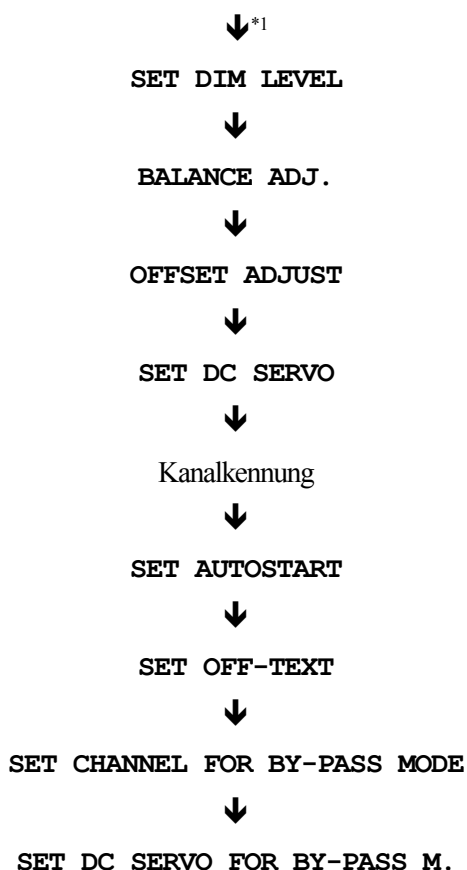 *1
SET DIM LEVEL
BALANCE ADJ.
OFFSET ADJUST
SET DC SERVO
Kanalkennung
SET AUTOSTART
SET OFF-TEXT
SET CHANNEL FOR BY-PASS MODE
SET DC SERVO FOR BY-PASS M.